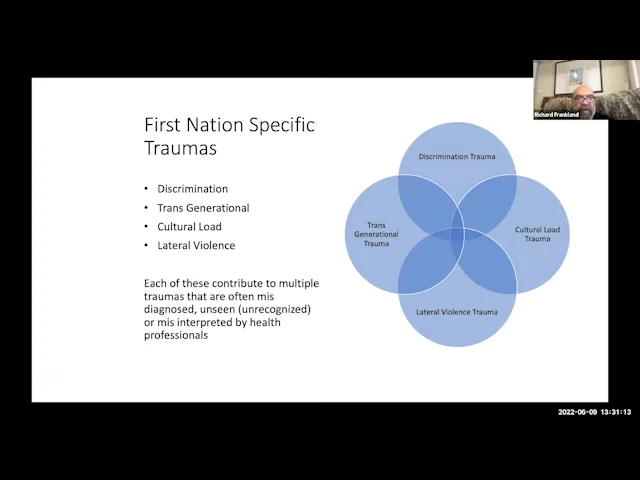 First Nation Specific
Traumas
• Discrimination
• Trans Generational
• Cultural Load
• Lateral Violence
Each of these contribute to multiple
traumas that are often mis
diagnosed, unseen (unrecognized)
or mis interpreted by health
professionals
Discrimination Trauma
Trans
Generational
Trauma
Cultural Load
Trauma
Lateral Violence Trauma
Richard Frankland
2022-06-09 13:31:13